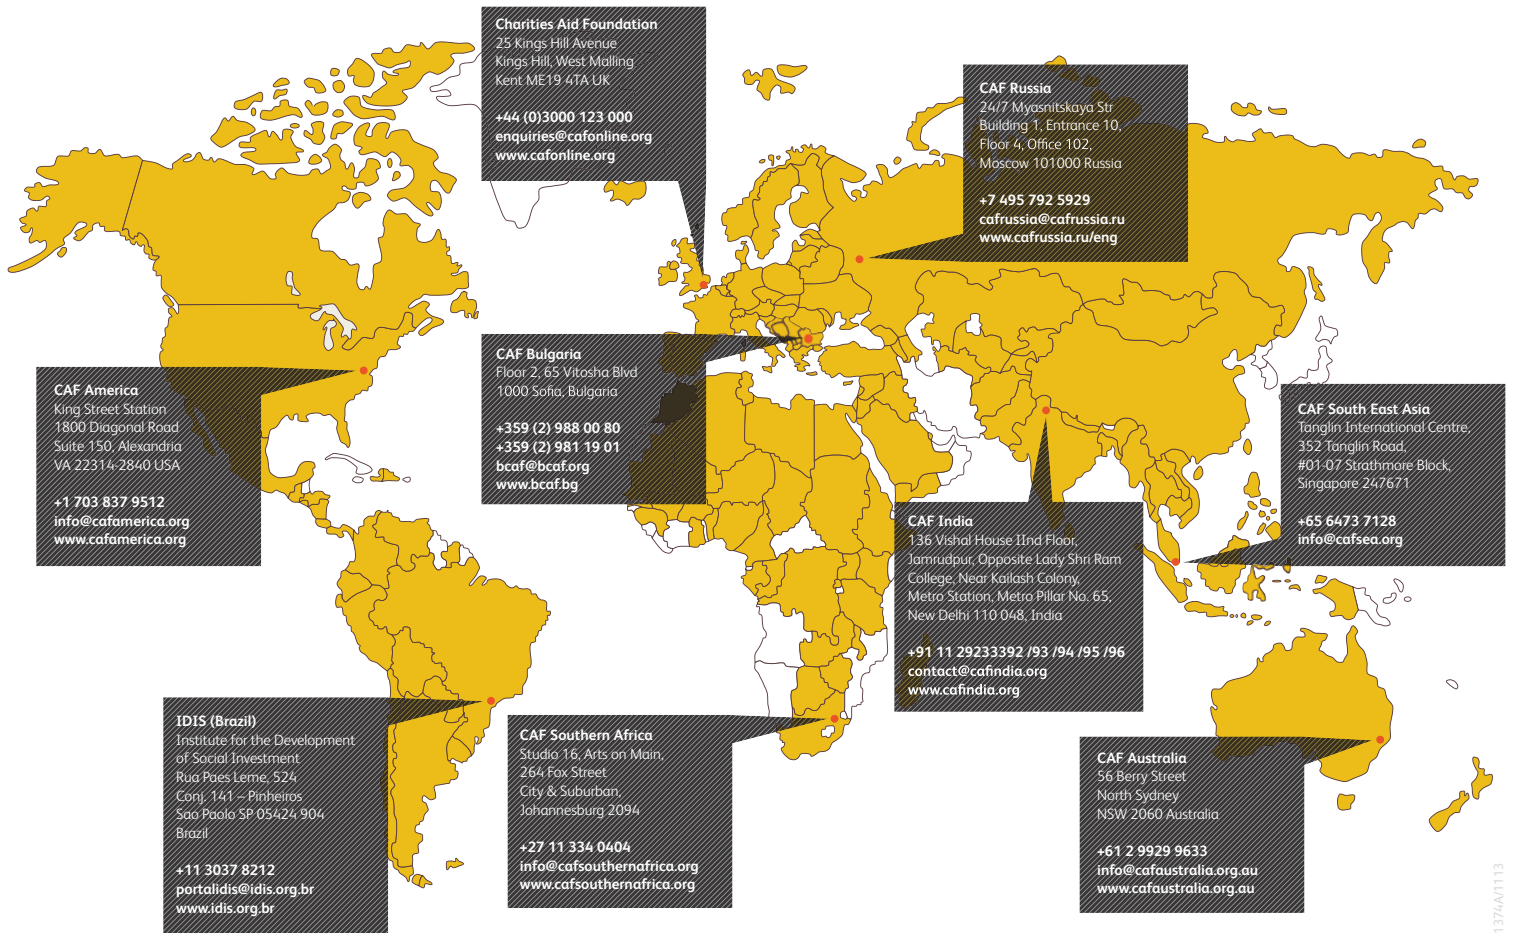 Charities Aid Foundation
25 Kings Hill Avenue
Kings Hill, West Malling
Kent ME19 4TA UK
+44 (0)3000 123 000
enquiries@cafonline.org
www.cafonline.org
CAF Russia
24/7 Myasnitskaya Str
Building 1, Entrance 10,
Floor 4, Office 102,
Moscow 101000 Russia
+7 495 792 5929
cafrussia@cafrussia.ru
www.cafrussia.ru/eng
CAF Bulgaria
Floor 2, 65 Vitosha Blvd
1000 Sofia, Bulgaria
+359 (2) 988 00 80
+359 (2) 981 19 01
bcaf@bcaf.org
www.bcaf.bg
CAF America
King Street Station
1800 Diagonal Road
Suite 150, Alexandria
VA 22314-2840 USA
+1 703 837 9512
info@cafamerica.org
www.cafamerica.org
CAF South East Asia
Tanglin International Centre,
352 Tanglin Road,
#01-07 Strathmore Block,
Singapore 247671
+65 6473 7128
info@cafsea.org
CAF India
136 Vishal House IInd Floor,
Jamrudpur, Opposite Lady Shri Ram
College, Near Kailash Colony,
Metro Station, Metro Pillar No. 65,
New Delhi 110 048, India
+91 11 29233392 /93 /94 /95 /96
contact@cafindia.org
www.cafindia.org
IDIS (Brazil)
Institute for the Development
of Social Investment
Rua Paes Leme, 524
Conj. 141 – Pinheiros
Sao Paolo SP 05424 904
Brazil
+11 3037 8212
portalidis@idis.org.br
www.idis.org.br
CAF Southern Africa
Studio 16, Arts on Main,
264 Fox Street
City & Suburban,
Johannesburg 2094
+27 11 334 0404
info@cafsouthernafrica.org
www.cafsouthernafrica.org
CAF Australia
56 Berry Street
North Sydney
NSW 2060 Australia
+61 2 9929 9633
info@cafaustralia.org.au
www.cafaustralia.org.au
1374A/1113